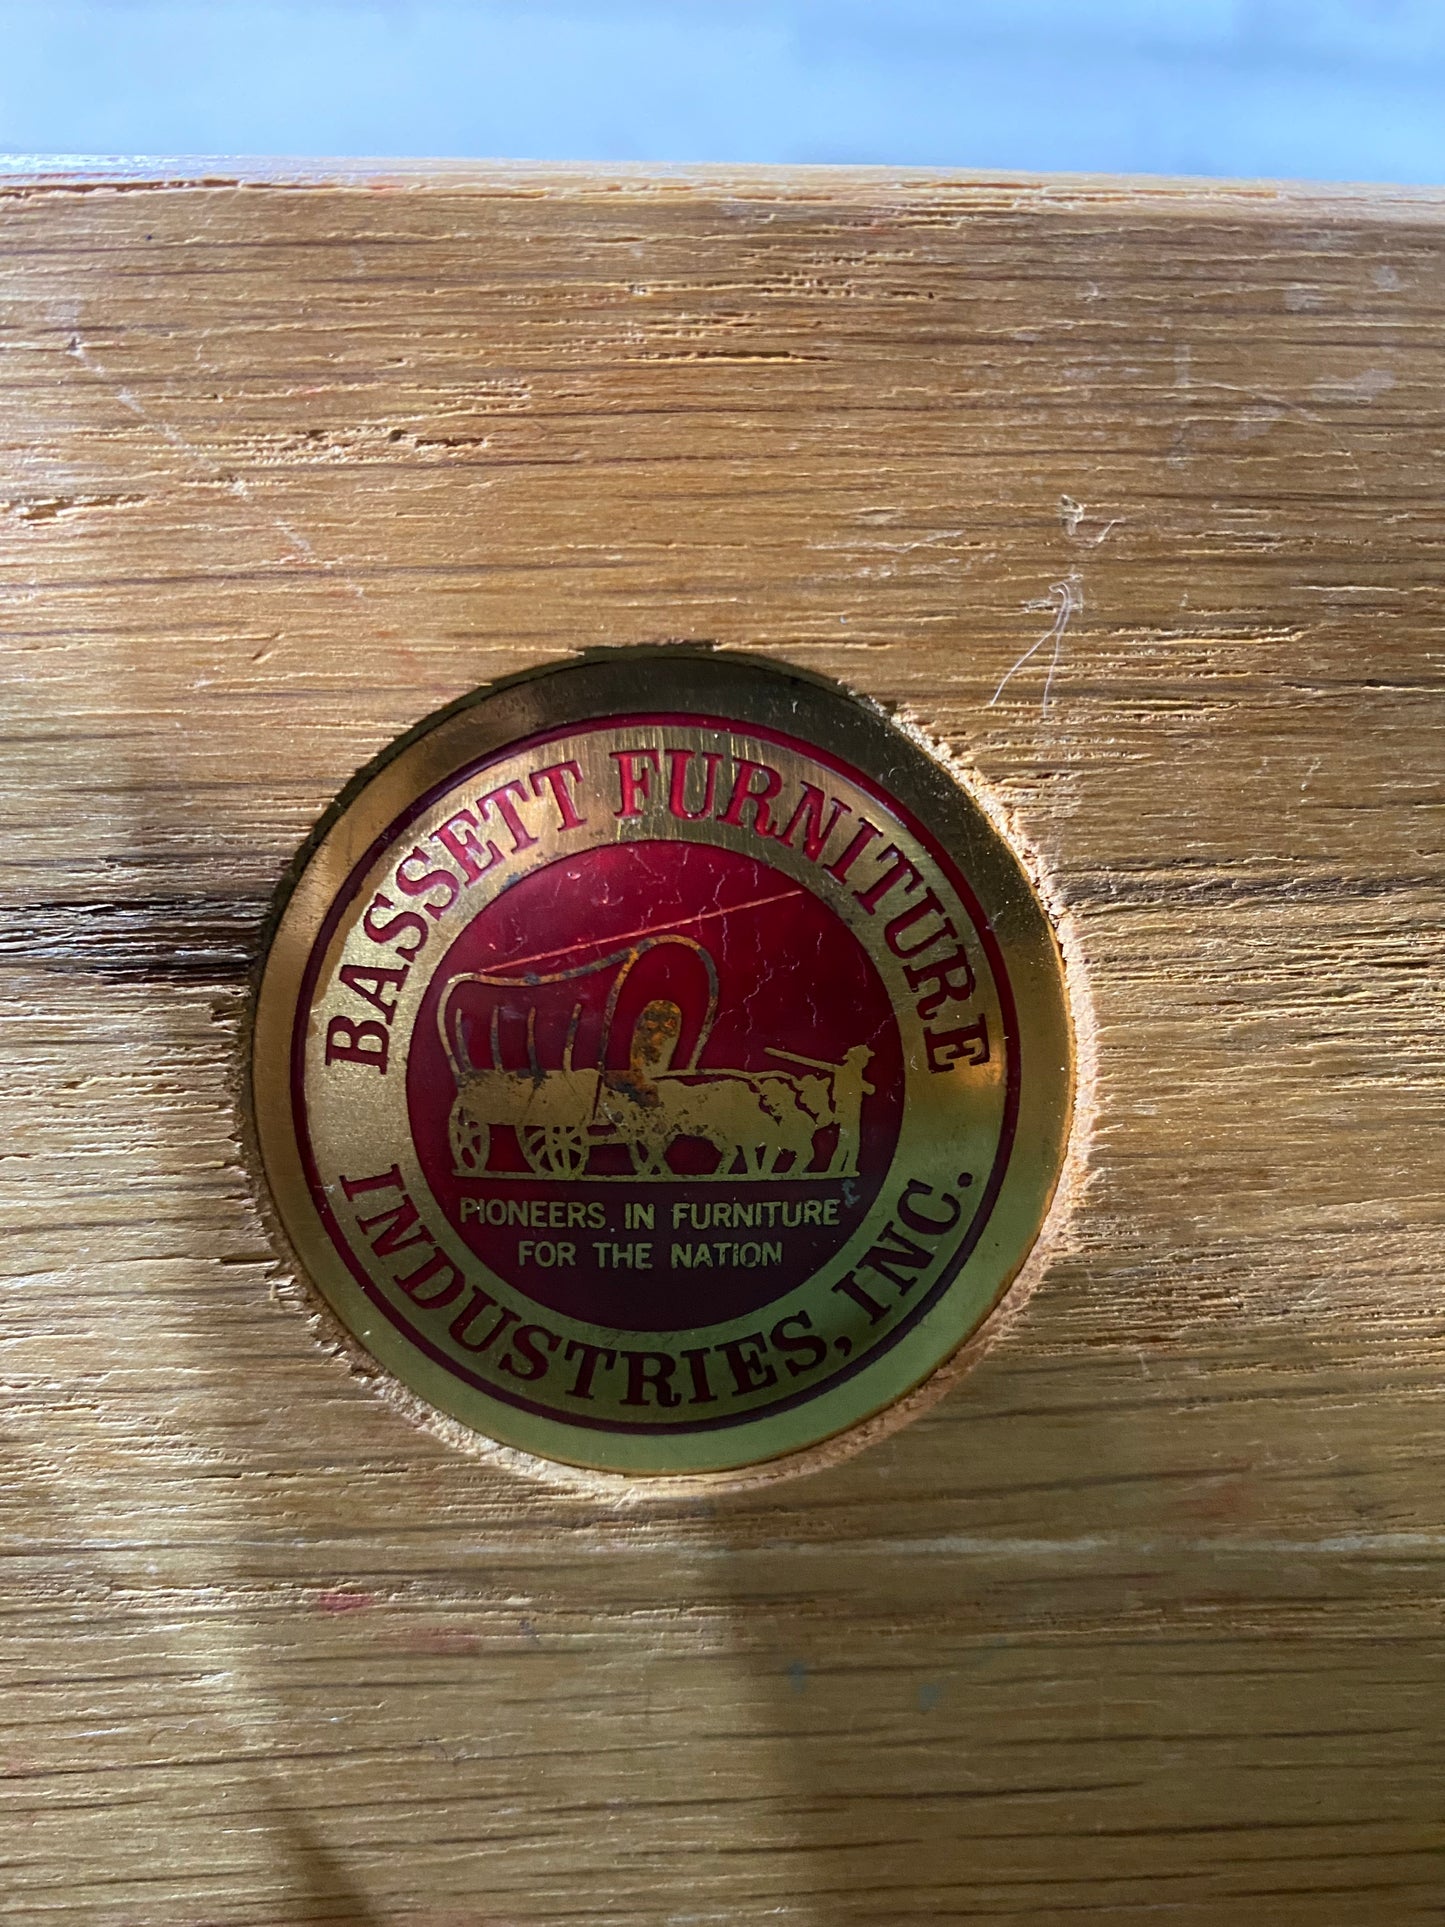 BASSETT FURNITURE
INDUSTRIES, INC.
PIONEERS IN FURNITURE
FOR THE NATION